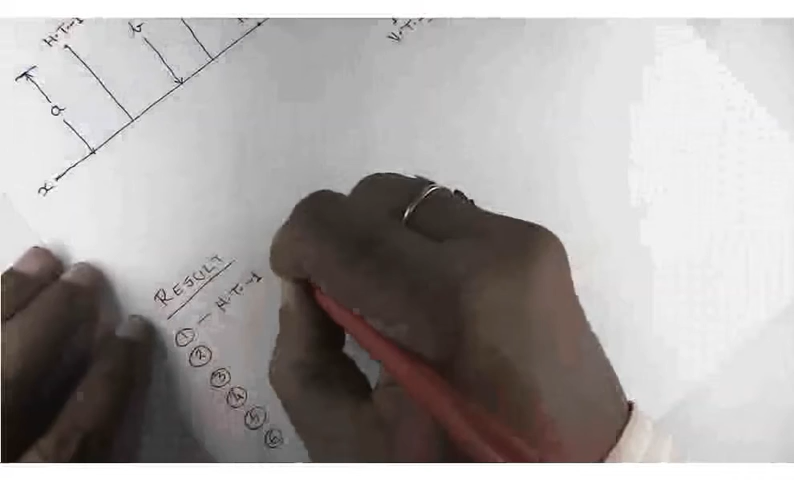 H.T.-1
b
a
x
V.T.-
RESULT
① - H.T.-1
②
③
④
⑤
⑥